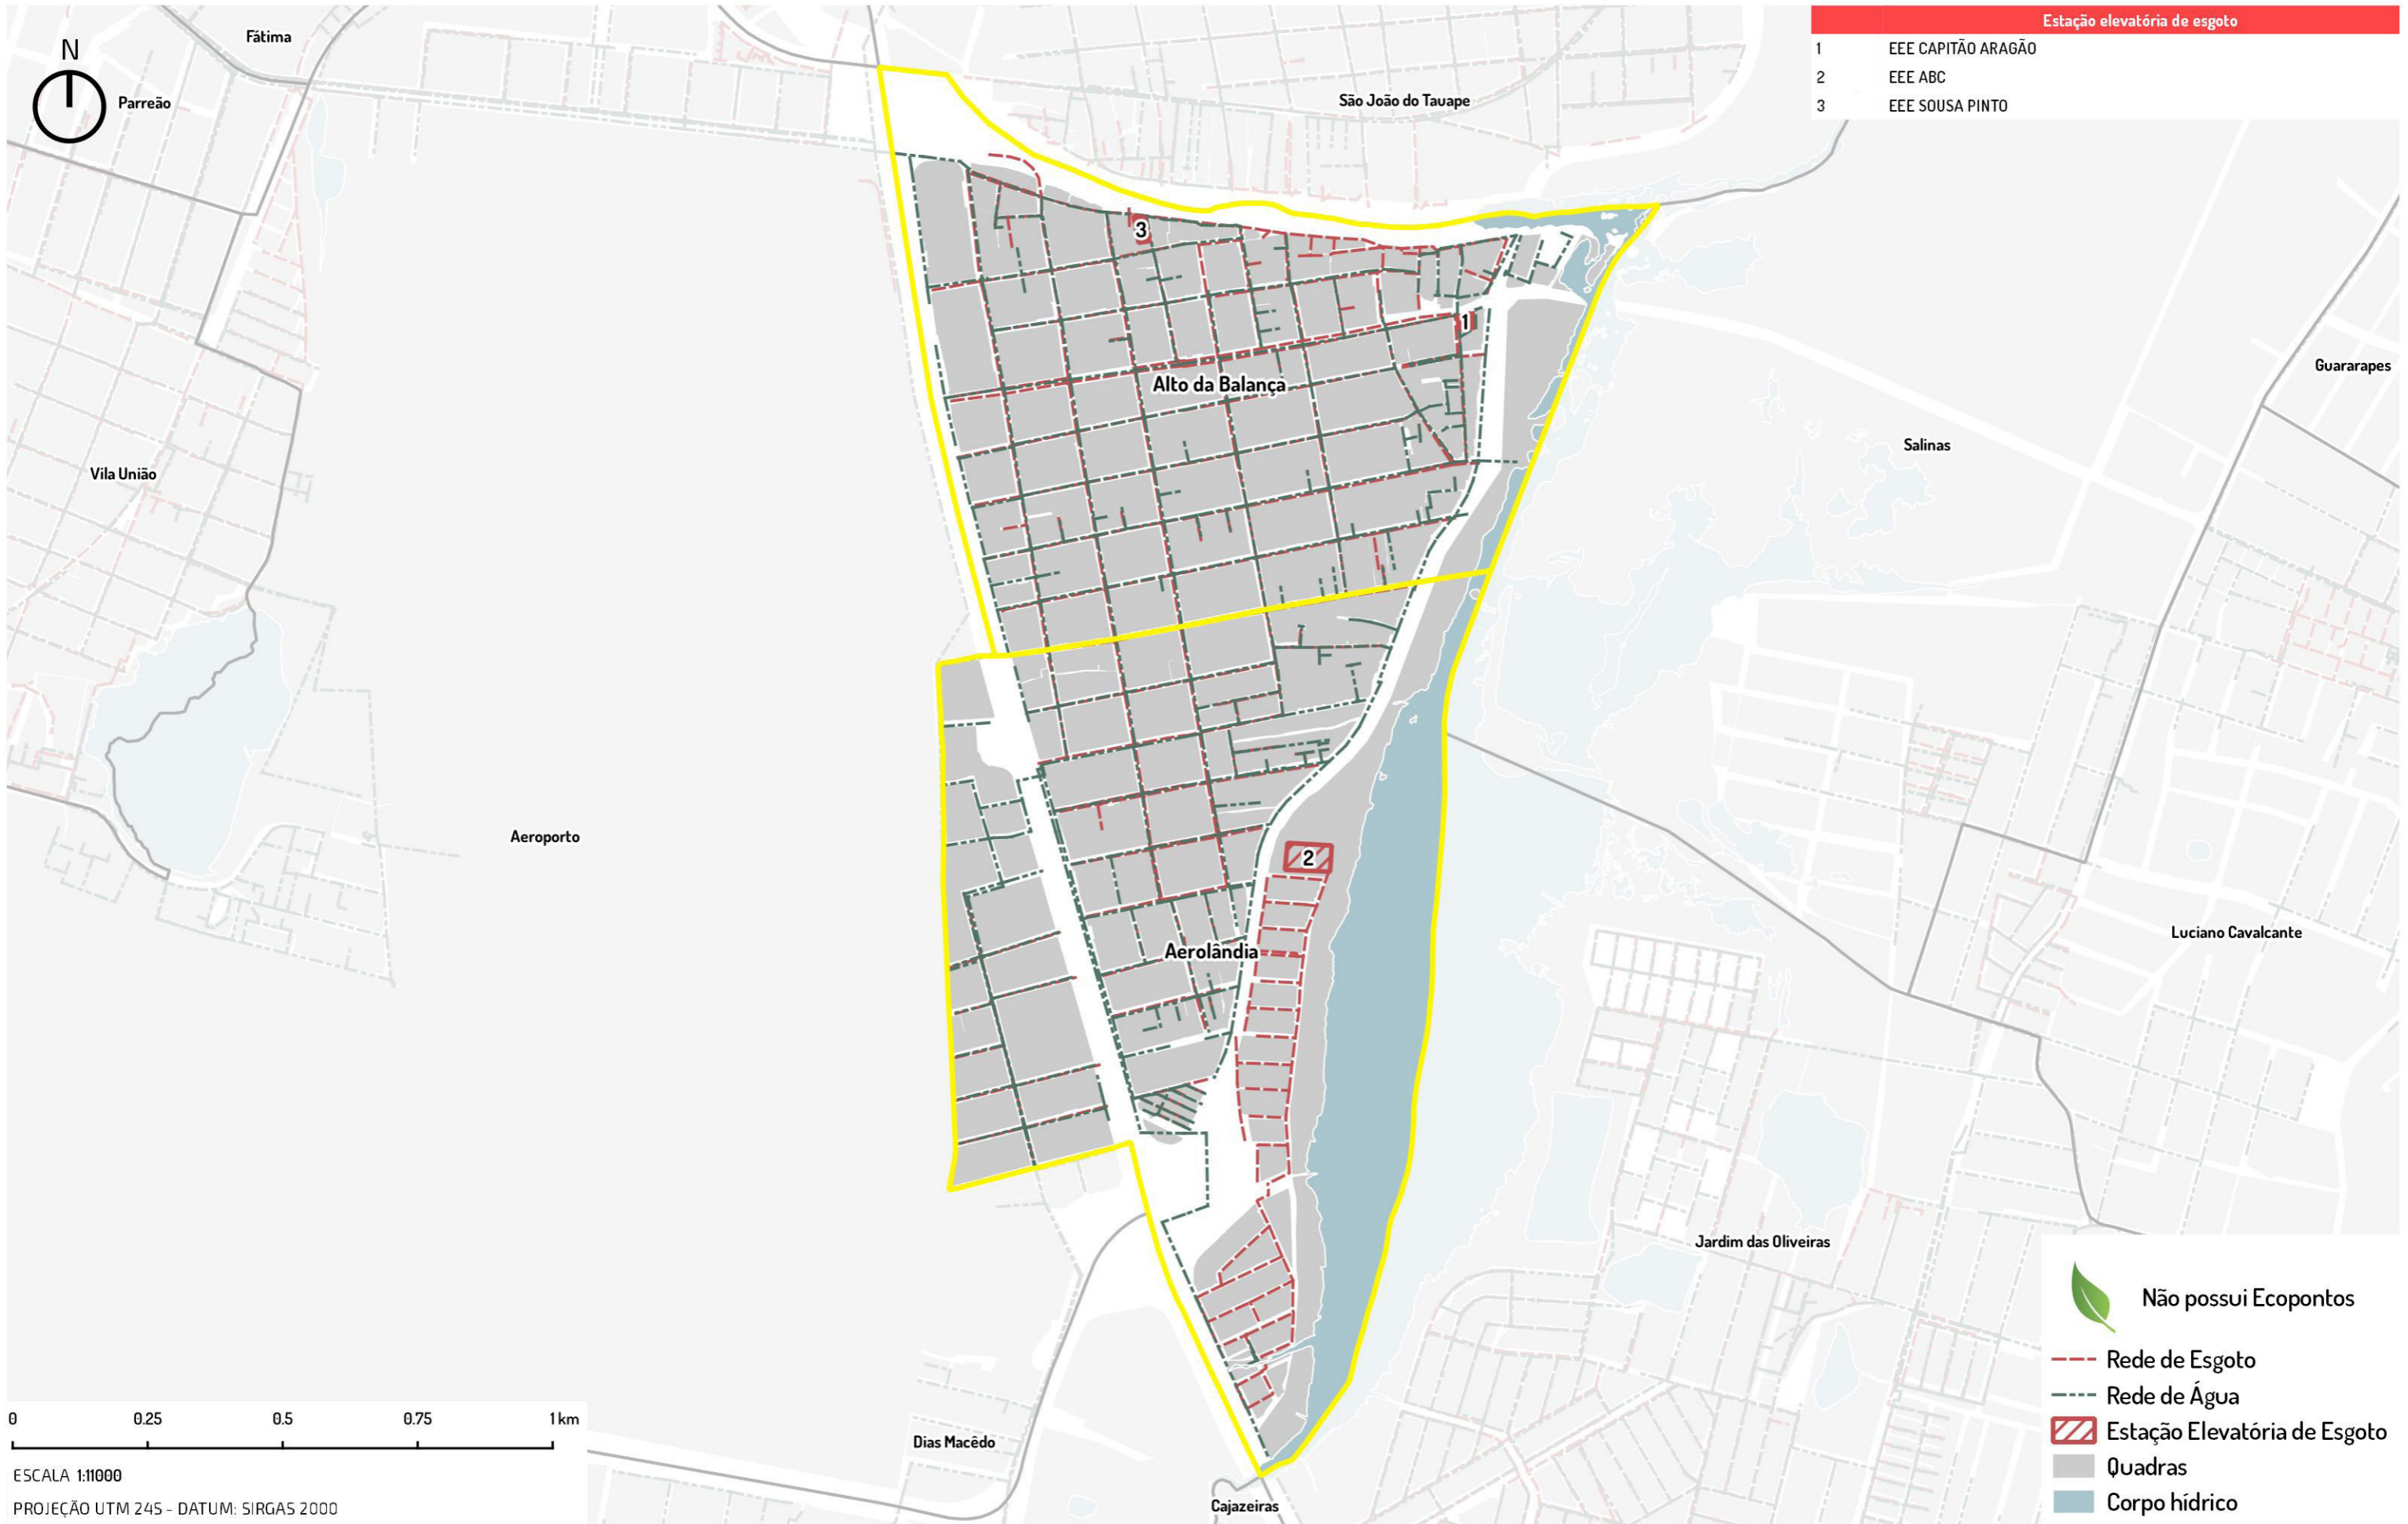 Estação elevatória de esgoto
1 EEE CAPITÃO ARAGÃO
2 EEE ABC
3 EEE SOUSA PINTO
N
Fátima
Parreão
São João do Tauape
3
1
Alto da Balança
Guararapes
Salinas
Vila União
Aeroporto
2
Luciano Cavalcante
Aerolândia
Jardim das Oliveiras
Dias Macêdo
Cajazeiras
Não possui Ecopontos
Rede de Esgoto
Rede de Água
Estação Elevatória de Esgoto
Quadras
Corpo hídrico
0 0.25 0.5 0.75 1 km
ESCALA 1:11000
PROJEÇÃO UTM 24S - DATUM: SIRGAS 2000